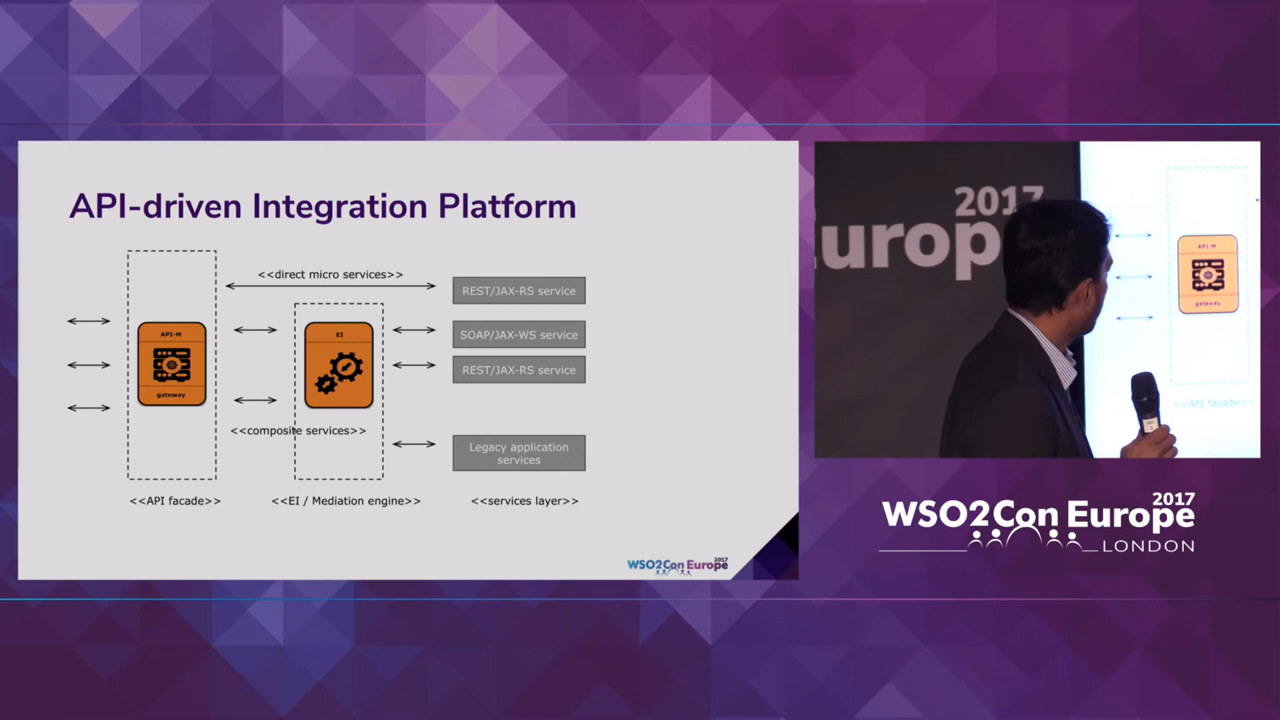 API-driven Integration Platform
<<direct micro services>>
REST/JAX-RS service
API-M
gateway
EI
SOAP/JAX-WS service
REST/JAX-RS service
<<composite services>>
Legacy application
services
<<API facade>>
<<EI / Mediation engine>>
<<services layer>>
WSO2Con Europe
2017
2017
urope
API-M
gateway
<<API facade>>
2017
WSO2Con Europe
LONDON